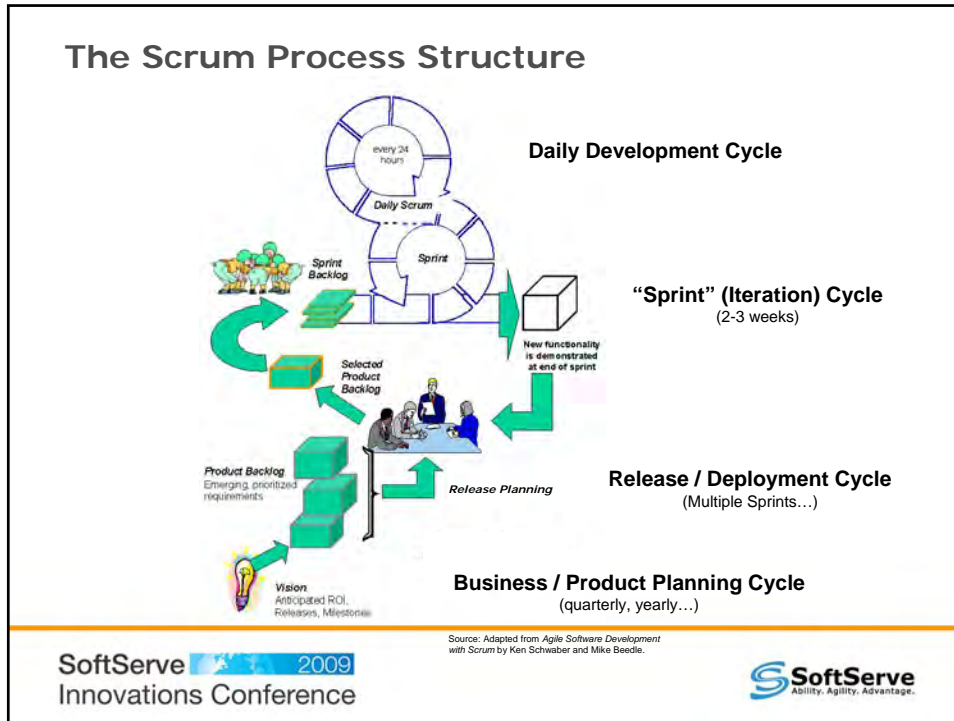 The Scrum Process Structure
every 24
hours
Daily Development Cycle
Daily Scrum
Sprint
Backlog
Sprint
“Sprint” (Iteration) Cycle
(2-3 weeks)
New functionality
is demonstrated
at end of sprint
Selected
Product
Backlog
Product Backlog
Emerging, prioritized
requirements
Release Planning
Release / Deployment Cycle
(Multiple Sprints…)
Vision
Anticipated ROI,
Releases, Milestones
Business / Product Planning Cycle
(quarterly, yearly…)
Source: Adapted from Agile Software Development
with Scrum by Ken Schwaber and Mike Beedle.
SoftServe 2009
Innovations Conference
SoftServe
Ability. Agility. Advantage.